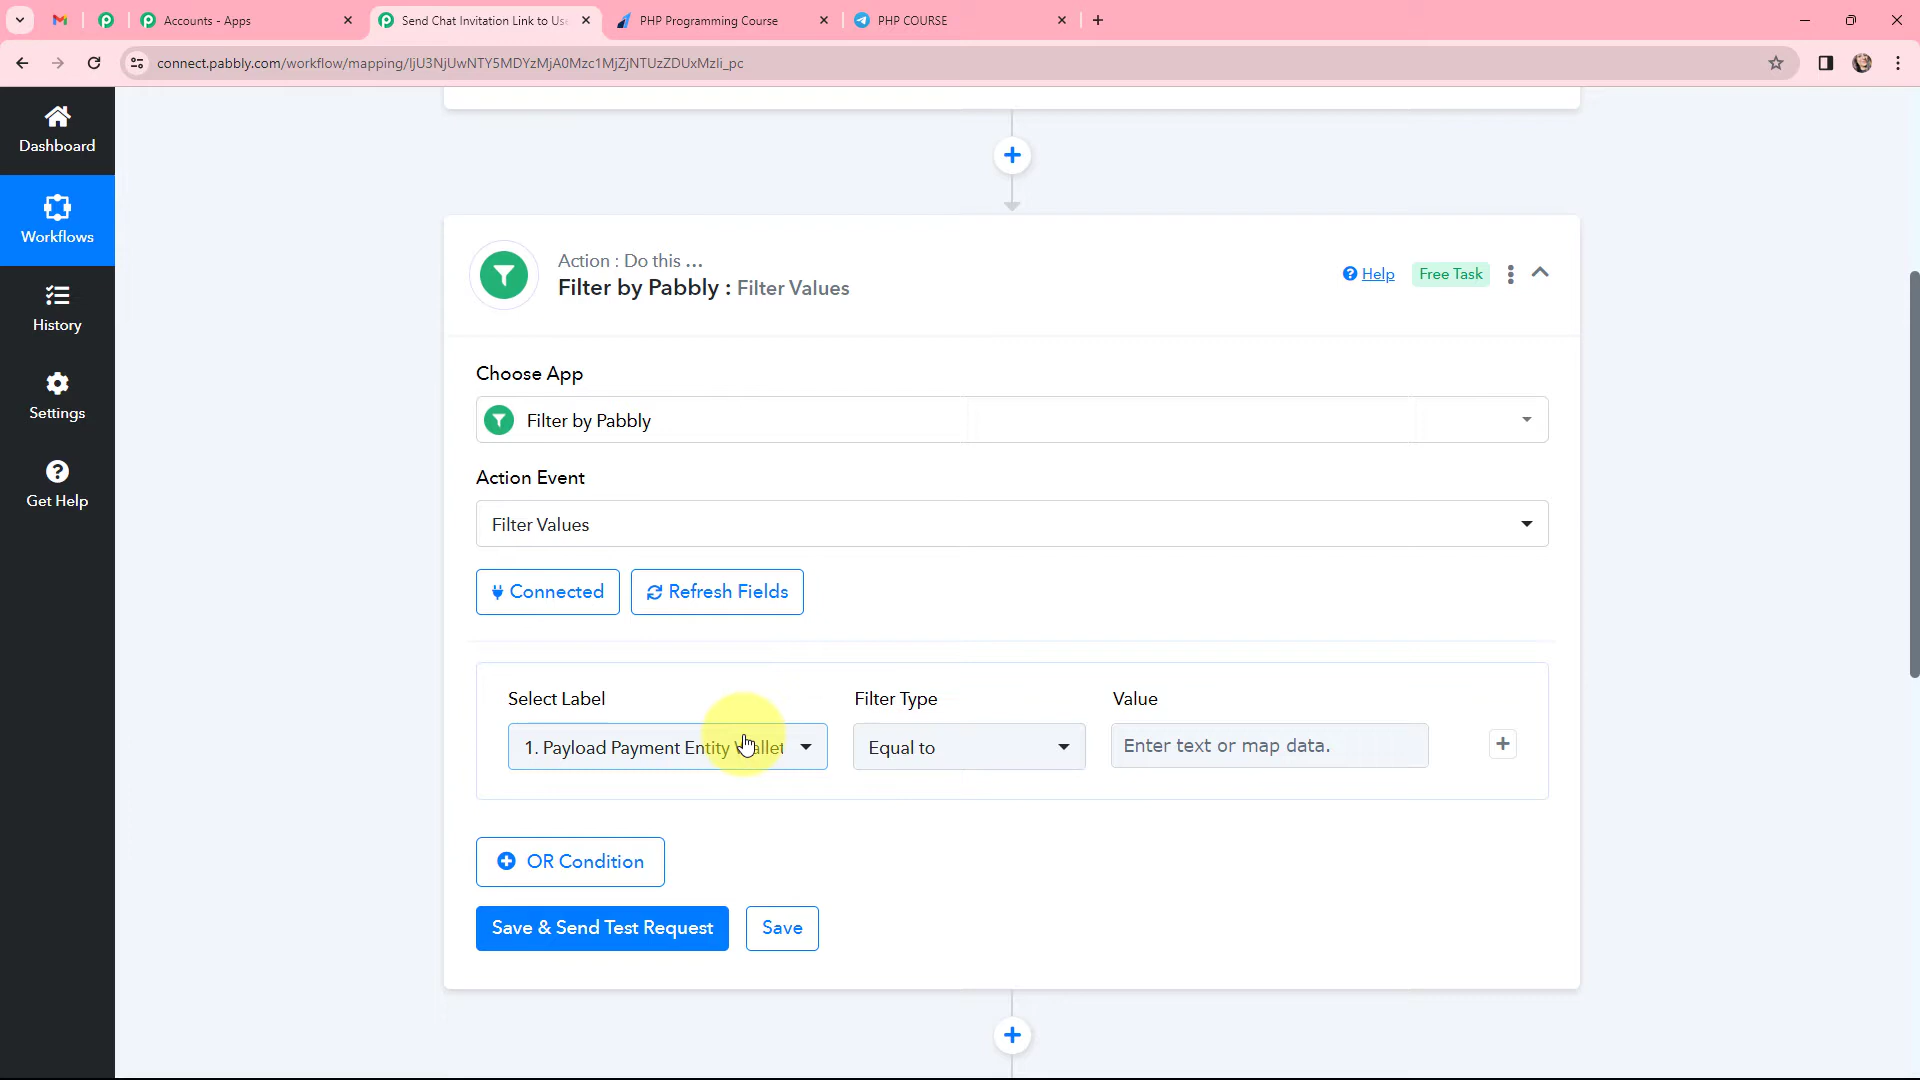 Accounts - Apps
Send Chat Invitation Link to Use
PHP Programming Course
PHP COURSE
connect.pabbly.com/workflow/mapping/IjU3NjUwNTY5MDYzMjA0Mzc1MjZjNTUzZDUxMzIi_pc
Dashboard
Workflows
History
Settings
Get Help
Action : Do this ...
Filter by Pabbly : Filter Values
Help
Free Task
Choose App
Filter by Pabbly
Action Event
Filter Values
Connected
Refresh Fields
Select Label
Filter Type
Value
1. Payload Payment Entity Wallet
Equal to
Enter text or map data.
OR Condition
Save & Send Test Request
Save